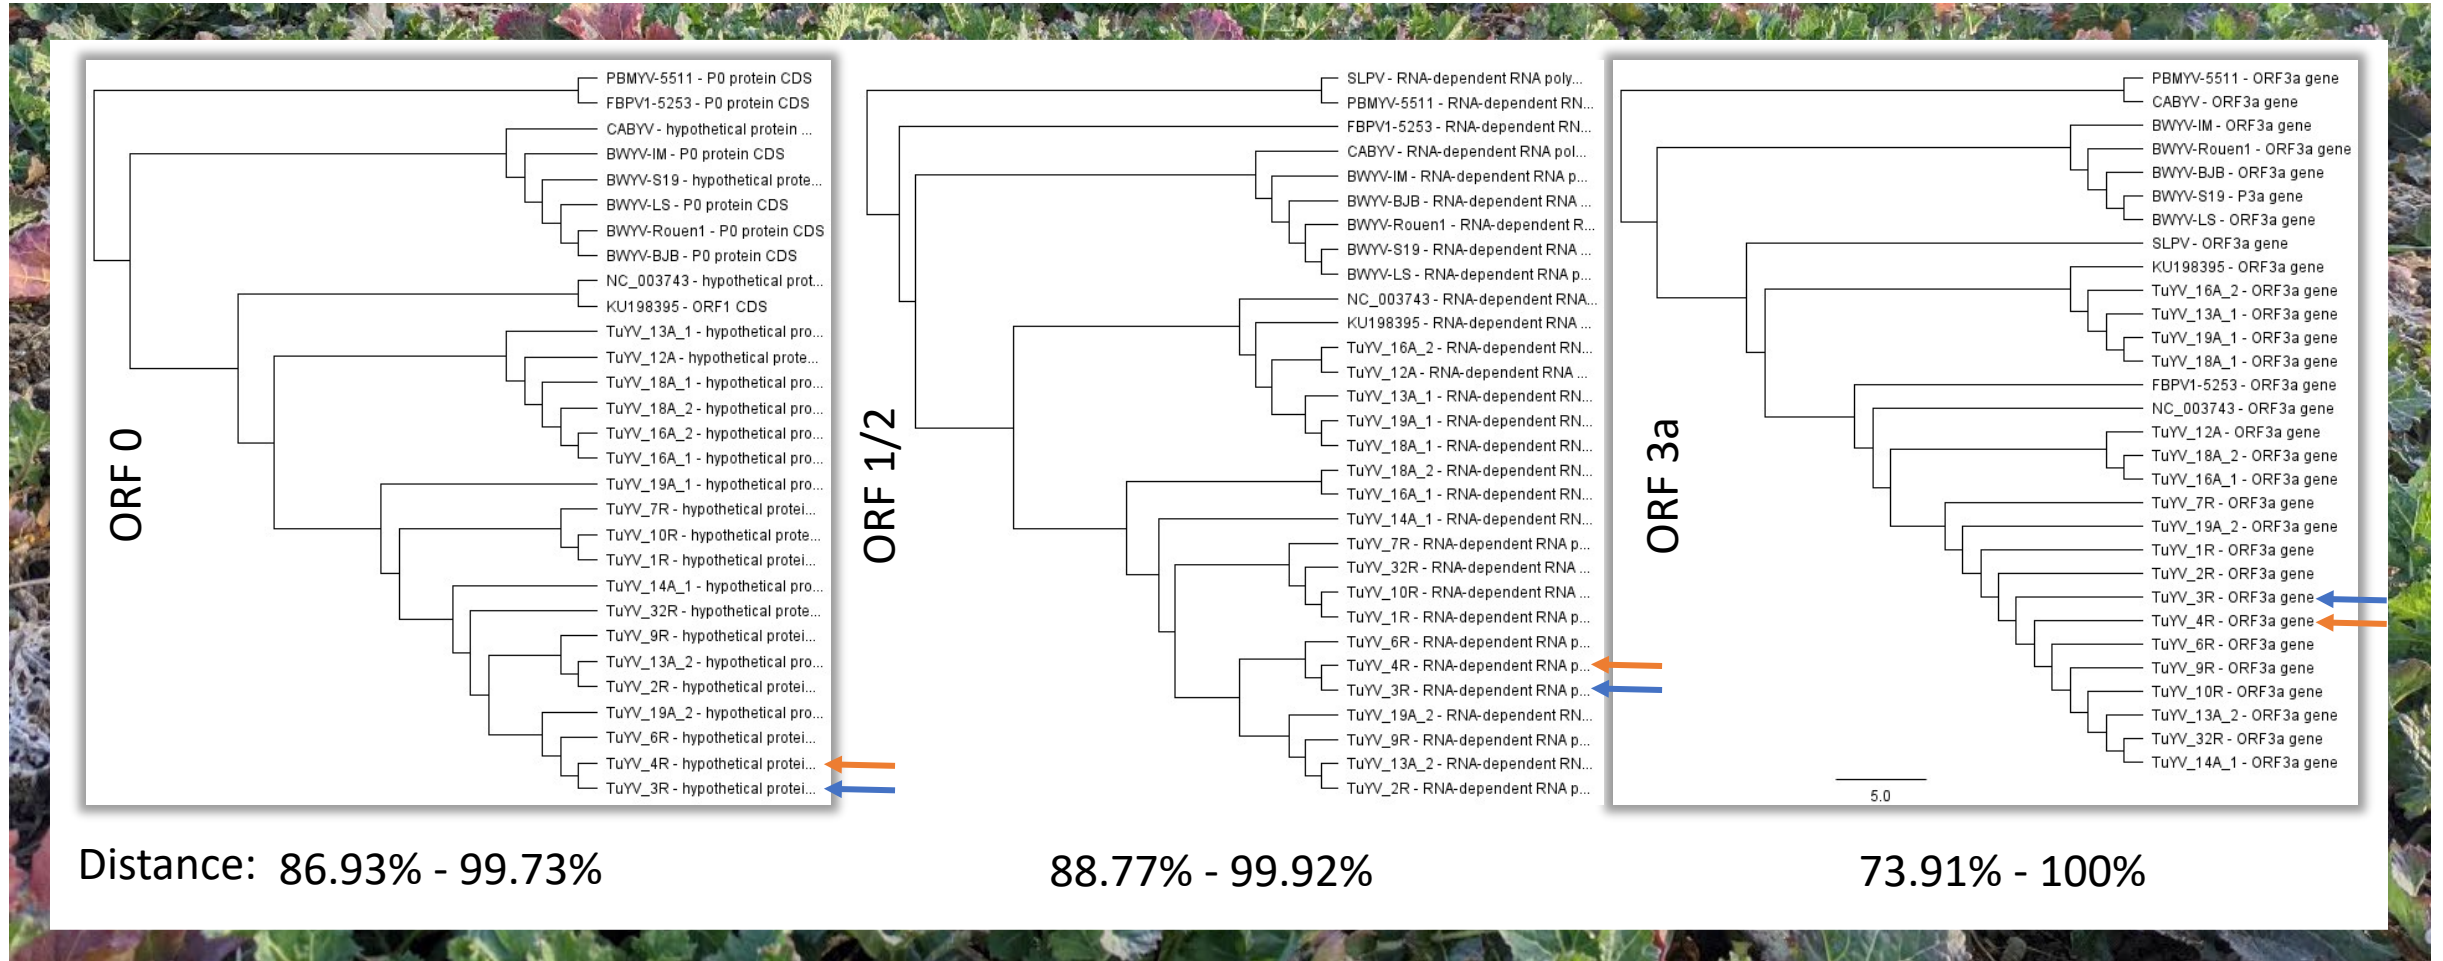 ORF 0
PBMYV-5511 - P0 protein CDS
FBPV1-5253 - P0 protein CDS
CABYV - hypothetical protein ...
BWYV-IM - P0 protein CDS
BWYV-S19 - hypothetical prote...
BWYV-LS - P0 protein CDS
BWYV-Rouen1 - P0 protein CDS
BWYV-BJB - P0 protein CDS
NC_003743 - hypothetical prot...
KU198395 - ORF1 CDS
TuYV_13A_1 - hypothetical pro...
TuYV_12A - hypothetical prote...
TuYV_18A_1 - hypothetical pro...
TuYV_18A_2 - hypothetical pro...
TuYV_16A_2 - hypothetical pro...
TuYV_16A_1 - hypothetical pro...
TuYV_19A_1 - hypothetical pro...
TuYV_7R - hypothetical protei...
TuYV_10R - hypothetical prote...
TuYV_1R - hypothetical protei...
TuYV_14A_1 - hypothetical pro...
TuYV_32R - hypothetical prote...
TuYV_9R - hypothetical protei...
TuYV_13A_2 - hypothetical pro...
TuYV_2R - hypothetical protei...
TuYV_19A_2 - hypothetical pro...
TuYV_6R - hypothetical protei...
TuYV_4R - hypothetical protei...
TuYV_3R - hypothetical protei...
ORF 1/2
SLPV - RNA-dependent RNA poly...
PBMYV-5511 - RNA-dependent RN...
FBPV1-5253 - RNA-dependent RN...
CABYV - RNA-dependent RNA pol...
BWYV-IM - RNA-dependent RNA p...
BWYV-BJB - RNA-dependent RNA ...
BWYV-Rouen1 - RNA-dependent R...
BWYV-S19 - RNA-dependent RNA ...
BWYV-LS - RNA-dependent RNA p...
NC_003743 - RNA-dependent RNA...
KU198395 - RNA-dependent RNA ...
TuYV_16A_2 - RNA-dependent RN...
TuYV_12A - RNA-dependent RNA ...
TuYV_13A_1 - RNA-dependent RN...
TuYV_19A_1 - RNA-dependent RN...
TuYV_18A_1 - RNA-dependent RN...
TuYV_18A_2 - RNA-dependent RN...
TuYV_16A_1 - RNA-dependent RN...
TuYV_14A_1 - RNA-dependent RN...
TuYV_7R - RNA-dependent RNA p...
TuYV_32R - RNA-dependent RNA ...
TuYV_10R - RNA-dependent RNA ...
TuYV_1R - RNA-dependent RNA p...
TuYV_6R - RNA-dependent RNA p...
TuYV_4R - RNA-dependent RNA p...
TuYV_3R - RNA-dependent RNA p...
TuYV_19A_2 - RNA-dependent RN...
TuYV_9R - RNA-dependent RNA p...
TuYV_13A_2 - RNA-dependent RN...
TuYV_2R - RNA-dependent RNA p...
ORF 3a
PBMYV-5511 - ORF3a gene
CABYV - ORF3a gene
BWYV-IM - ORF3a gene
BWYV-Rouen1 - ORF3a gene
BWYV-BJB - ORF3a gene
BWYV-S19 - P3a gene
BWYV-LS - ORF3a gene
SLPV - ORF3a gene
KU198395 - ORF3a gene
TuYV_16A_2 - ORF3a gene
TuYV_13A_1 - ORF3a gene
TuYV_19A_1 - ORF3a gene
TuYV_18A_1 - ORF3a gene
FBPV1-5253 - ORF3a gene
NC_003743 - ORF3a gene
TuYV_12A - ORF3a gene
TuYV_18A_2 - ORF3a gene
TuYV_16A_1 - ORF3a gene
TuYV_7R - ORF3a gene
TuYV_19A_2 - ORF3a gene
TuYV_1R - ORF3a gene
TuYV_2R - ORF3a gene
TuYV_3R - ORF3a gene
TuYV_4R - ORF3a gene
TuYV_6R - ORF3a gene
TuYV_9R - ORF3a gene
TuYV_10R - ORF3a gene
TuYV_13A_2 - ORF3a gene
TuYV_32R - ORF3a gene
TuYV_14A_1 - ORF3a gene
5.0
Distance: 86.93% - 99.73%
88.77% - 99.92%
73.91% - 100%